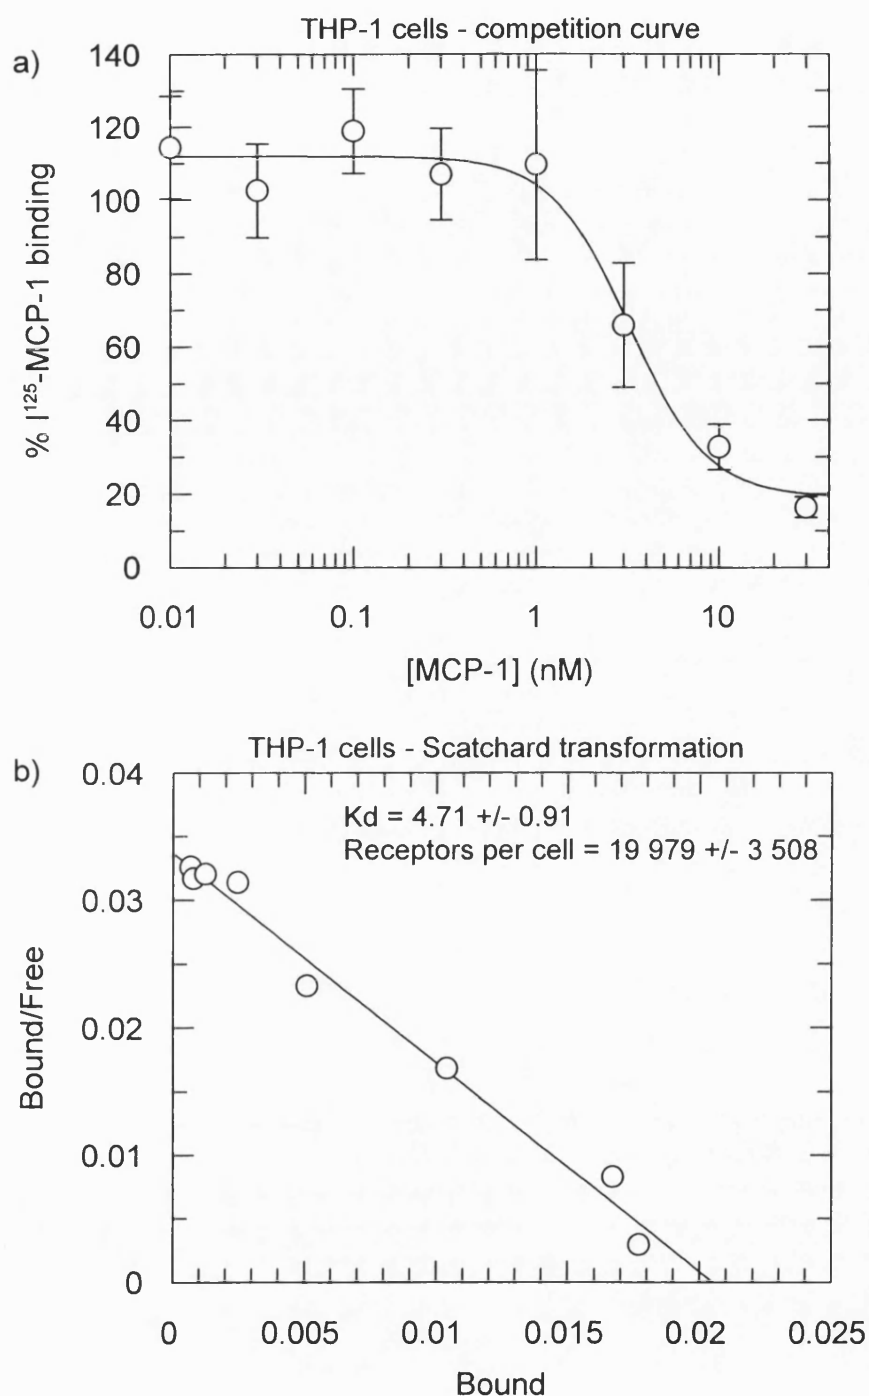 THP-1 cells - competition curve
a)
140
120
100
80
60
40
20
0
% I¹²⁵-MCP-1 binding
0.01 0.1 1 10
[MCP-1] (nM)
THP-1 cells - Scatchard transformation
b)
Kd = 4.71 +/- 0.91
Receptors per cell = 19 979 +/- 3 508
0.04
0.03
0.02
0.01
0
Bound/Free
0 0.005 0.01 0.015 0.02 0.025
Bound